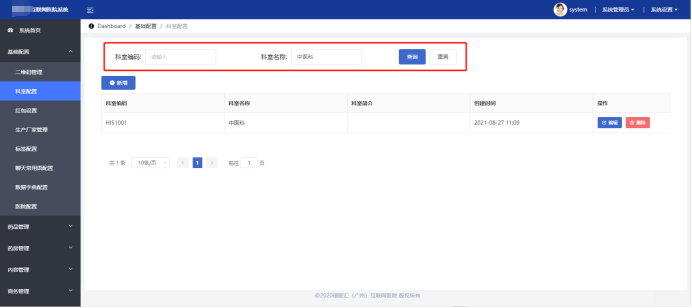 互联网医院系统
system | 系统管理员 | 系统设置
Dashboard / 基础配置 / 科室配置
系统首页
基础配置
二维码管理
科室配置
红包设置
生产厂家管理
标签配置
聊天常用语配置
数据字典配置
医院配置
药品管理
药房管理
内容管理
商务管理
科室编码: 请输入 科室名称: 中医科 查询 重置
新增
科室编码 科室名称 科室简介 创建时间 操作
HIS1001 中医科 2021-08-27 11:09 编辑 删除
共 1 条 10条/页 1 前往 1 页
(广州) 互联网医院 版权所有